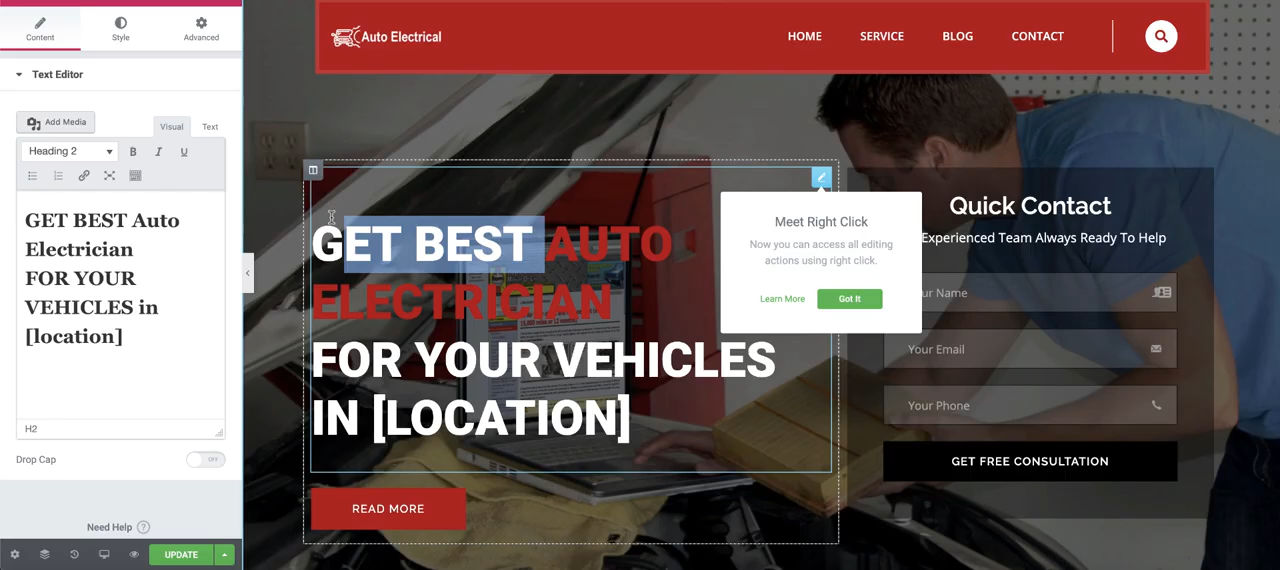 Content
Style
Advanced
Text Editor
Add Media
Visual
Text
Heading 2
B
I
U
GET BEST Auto
Electrician
FOR YOUR
VEHICLES in
[location]
H2
Drop Cap
OFF
Need Help ?
UPDATE
Auto Electrical
HOME
SERVICE
BLOG
CONTACT
GET BEST AUTO
ELECTRICIAN
FOR YOUR VEHICLES
IN [LOCATION]
READ MORE
Meet Right Click
Now you can access all editing
actions using right click.
Learn More
Got It
Quick Contact
Experienced Team Always Ready To Help
ur Name
Your Email
Your Phone
GET FREE CONSULTATION